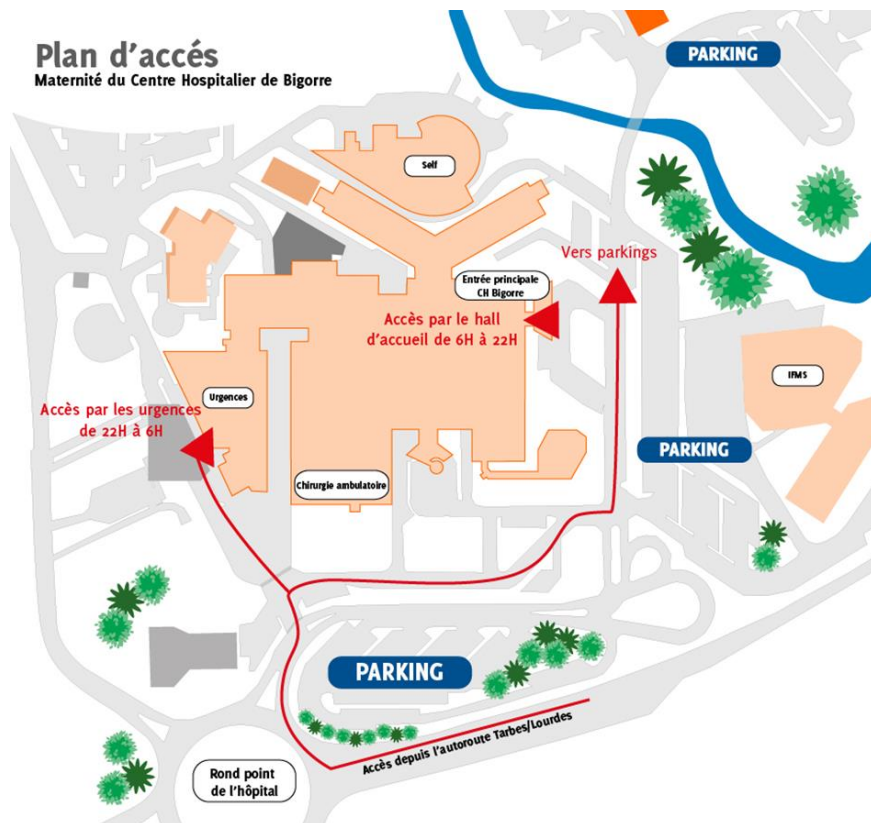 Plan d'accés
Maternité du Centre Hospitalier de Bigorre
PARKING
Self
Vers parkings
Entrée principale
CH Bigorre
Accès par le hall
d'accueil de 6H à 22H
IFMS
Urgences
Accès par les urgences
de 22H à 6H
PARKING
Chirurgie ambulatoire
PARKING
Accès depuis l'autoroute Tarbes/Lourdes
Rond point
de l'hôpital